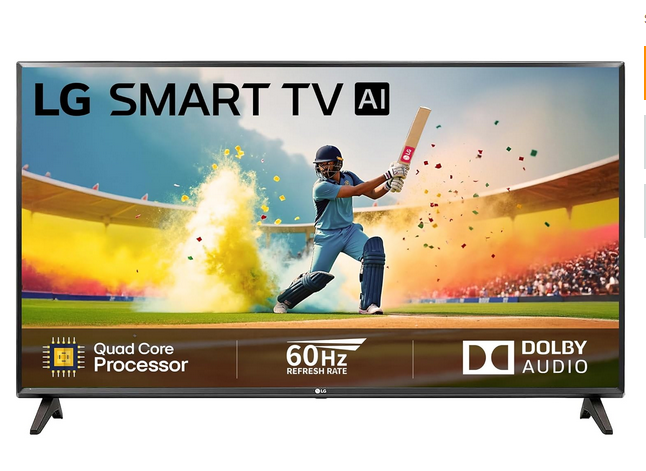 LG SMART TV AI
LG
Quad Core
Processor
60Hz
REFRESH RATE
DOLBY
AUDIO
LG